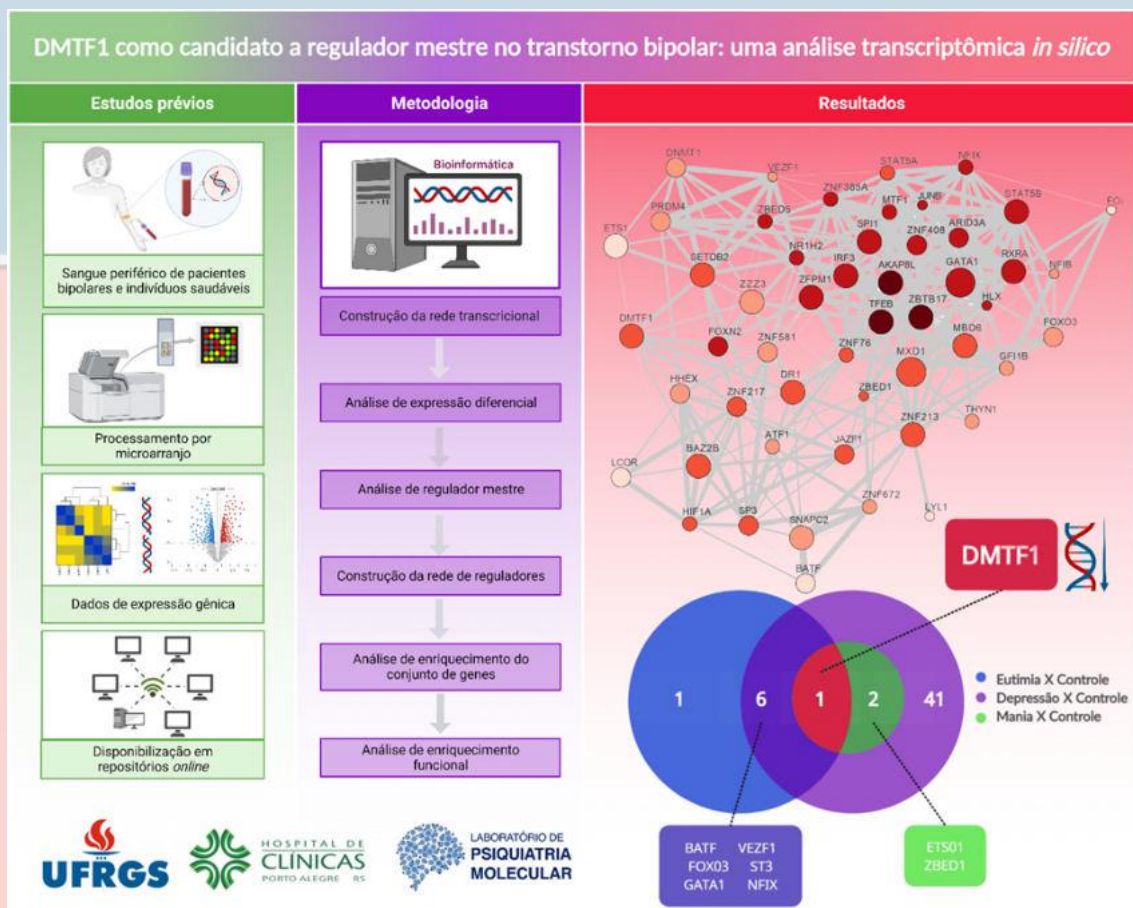 DMTF1 como candidato a regulador mestre no transtorno bipolar: uma análise transcriptômica in silico
Estudos prévios
Sangue periférico de pacientes
bipolares e indivíduos saudáveis
Processamento por
microarranjo
Dados de expressão gênica
Disponibilização em
repositórios online
Metodologia
Bioinformática
Construção da rede transcricional
Análise de expressão diferencial
Análise de regulador mestre
Construção da rede de reguladores
Análise de enriquecimento do
conjunto de genes
Análise de enriquecimento
funcional
Resultados
DNMT1
VEZF1
STAT5A
NFIX
PRDM4
ZBED5
ZNF385A
MTF1
JUNB
STAT5B
ETS1
SPI1
ZNF408
ARID3A
SETDB2
NR1H2
IRF3
AKAP8L
GATA1
RXRA
NFIB
ZZZ3
ZFPM1
TFEB
ZBTB17
HLX
DMTF1
FOXN2
ZNF581
ZNF76
MBD6
FOXO3
MXD1
GFI1B
HHEX
ZNF217
DR1
ZBED1
ZNF213
THYN1
LCOR
BAZ2B
ATF1
JAZF1
HIF1A
SP3
SNAPC2
ZNF672
LYL1
BATF
DMTF1
1
6
1
2
41
Eutimia X Controle
Depressão X Controle
Mania X Controle
BATF VEZF1
FOX03 ST3
GATA1 NFIX
ETS01
ZBED1
UFRGS
HOSPITAL DE
CLÍNICAS
PORTO ALEGRE RS
LABORATÓRIO DE
PSIQUIATRIA
MOLECULAR